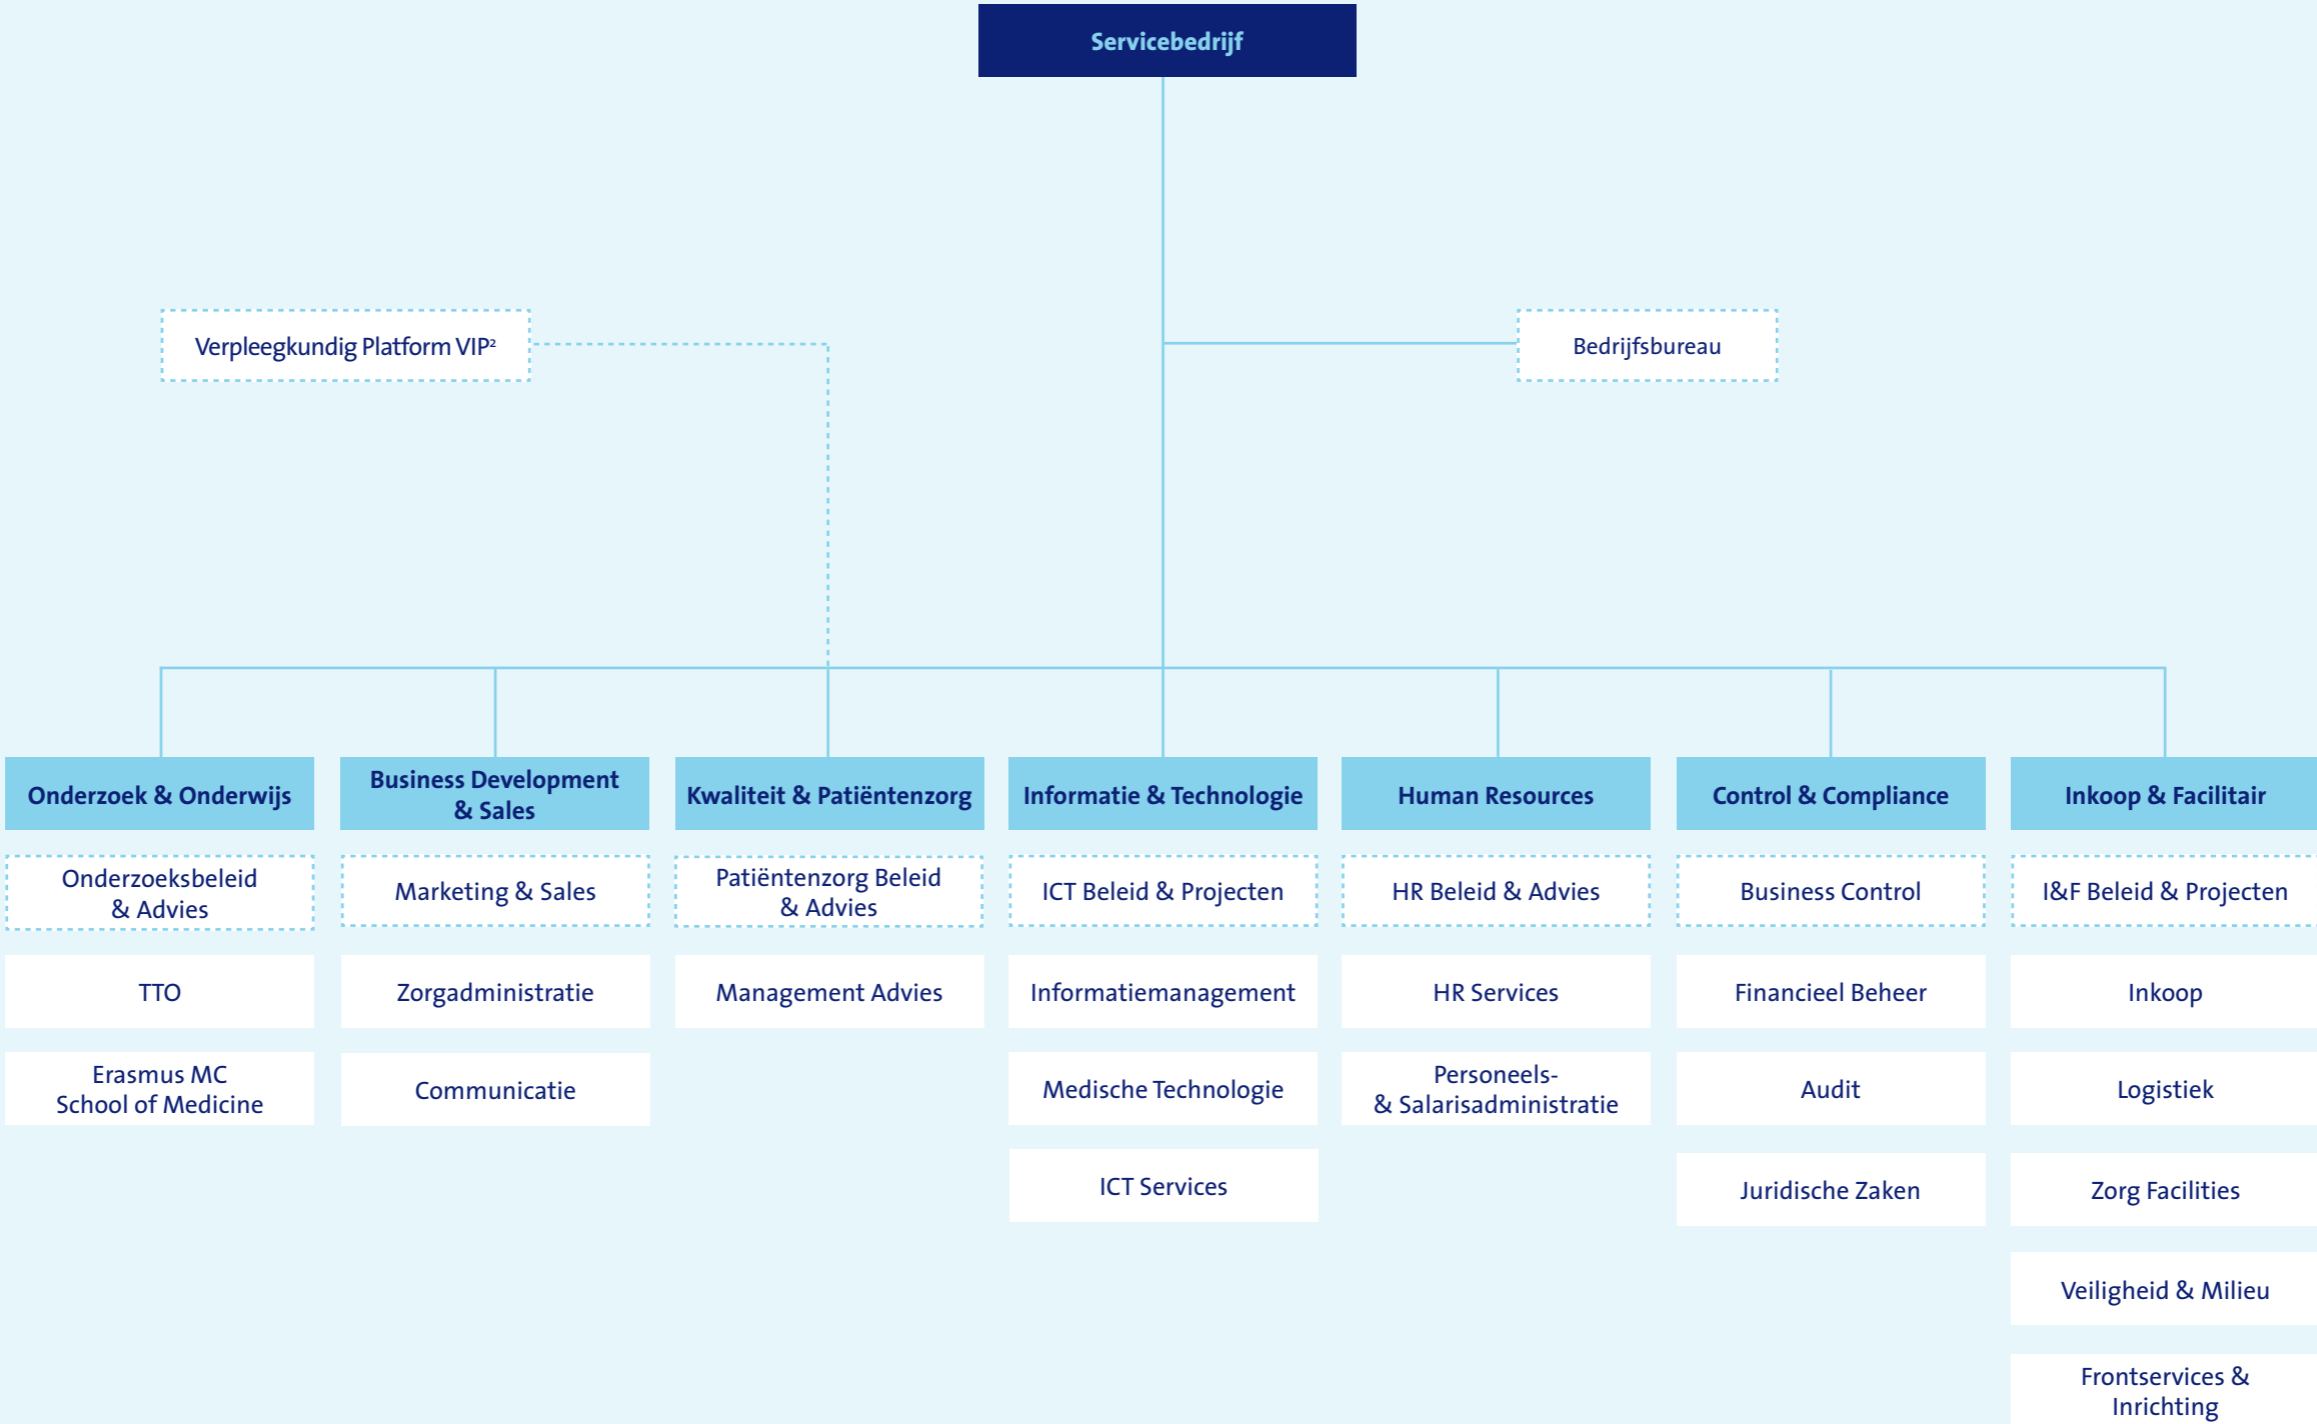 Servicebedrijf
Verpleegkundig Platform VIP²
Bedrijfsbureau
Onderzoek & Onderwijs
Onderzoeksbeleid
& Advies
TTO
Erasmus MC
School of Medicine
Business Development
& Sales
Marketing & Sales
Zorgadministratie
Communicatie
Kwaliteit & Patiëntenzorg
Patiëntenzorg Beleid
& Advies
Management Advies
Informatie & Technologie
ICT Beleid & Projecten
Informatiemanagement
Medische Technologie
ICT Services
Human Resources
HR Beleid & Advies
HR Services
Personeels-
& Salarisadministratie
Control & Compliance
Business Control
Financieel Beheer
Audit
Juridische Zaken
Inkoop & Facilitair
I&F Beleid & Projecten
Inkoop
Logistiek
Zorg Facilities
Veiligheid & Milieu
Frontservices &
Inrichting